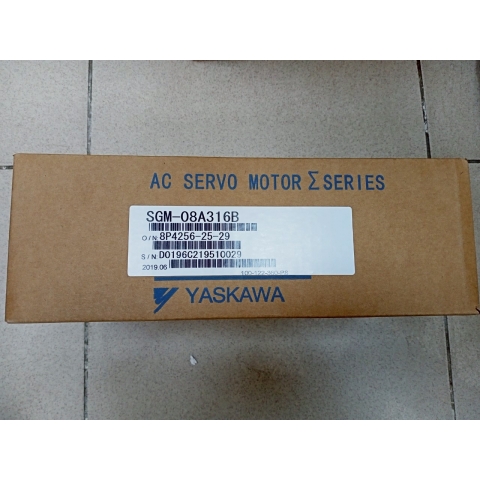 AC SERVO MOTOR Σ SERIES
SGM-08A316B
O/N 8P4256-25-29
S/N D0196C219510029
2019.06
YASKAWA